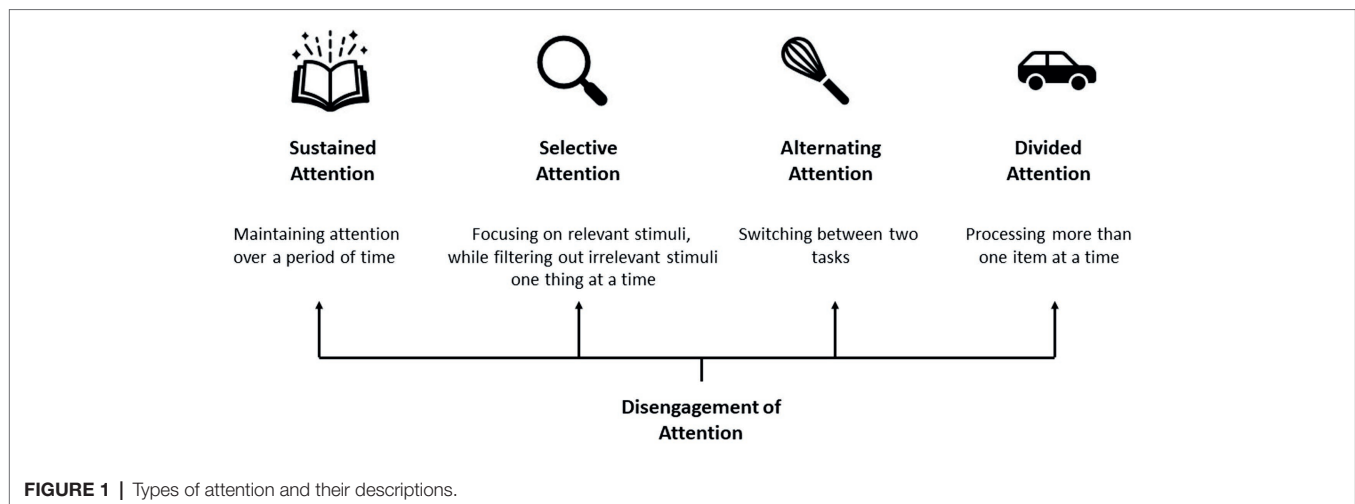 Sustained
Attention
Selective
Attention
Alternating
Attention
Divided
Attention
Maintaining attention
over a period of time
Focusing on relevant stimuli,
while filtering out irrelevant stimuli
one thing at a time
Switching between two
tasks
Processing more than
one item at a time
Disengagement of
Attention
FIGURE 1 | Types of attention and their descriptions.